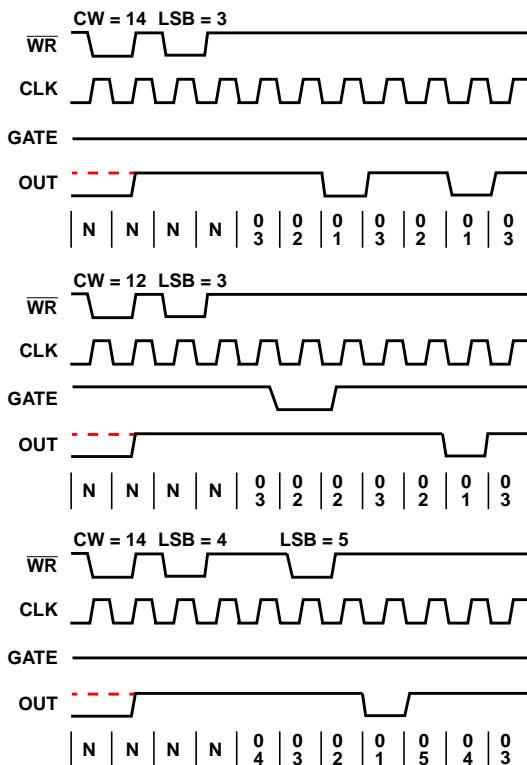 CW = 14 LSB = 3
WR
CLK
GATE
OUT
N N N N 0 0 0 0 0 0 0
3 2 1 3 2 1 3
CW = 12 LSB = 3
WR
CLK
GATE
OUT
N N N N 0 0 0 0 0 0 0
3 2 2 3 2 1 3
CW = 14 LSB = 4 LSB = 5
WR
CLK
GATE
OUT
N N N N 0 0 0 0 0 0 0
4 3 2 1 5 4 3